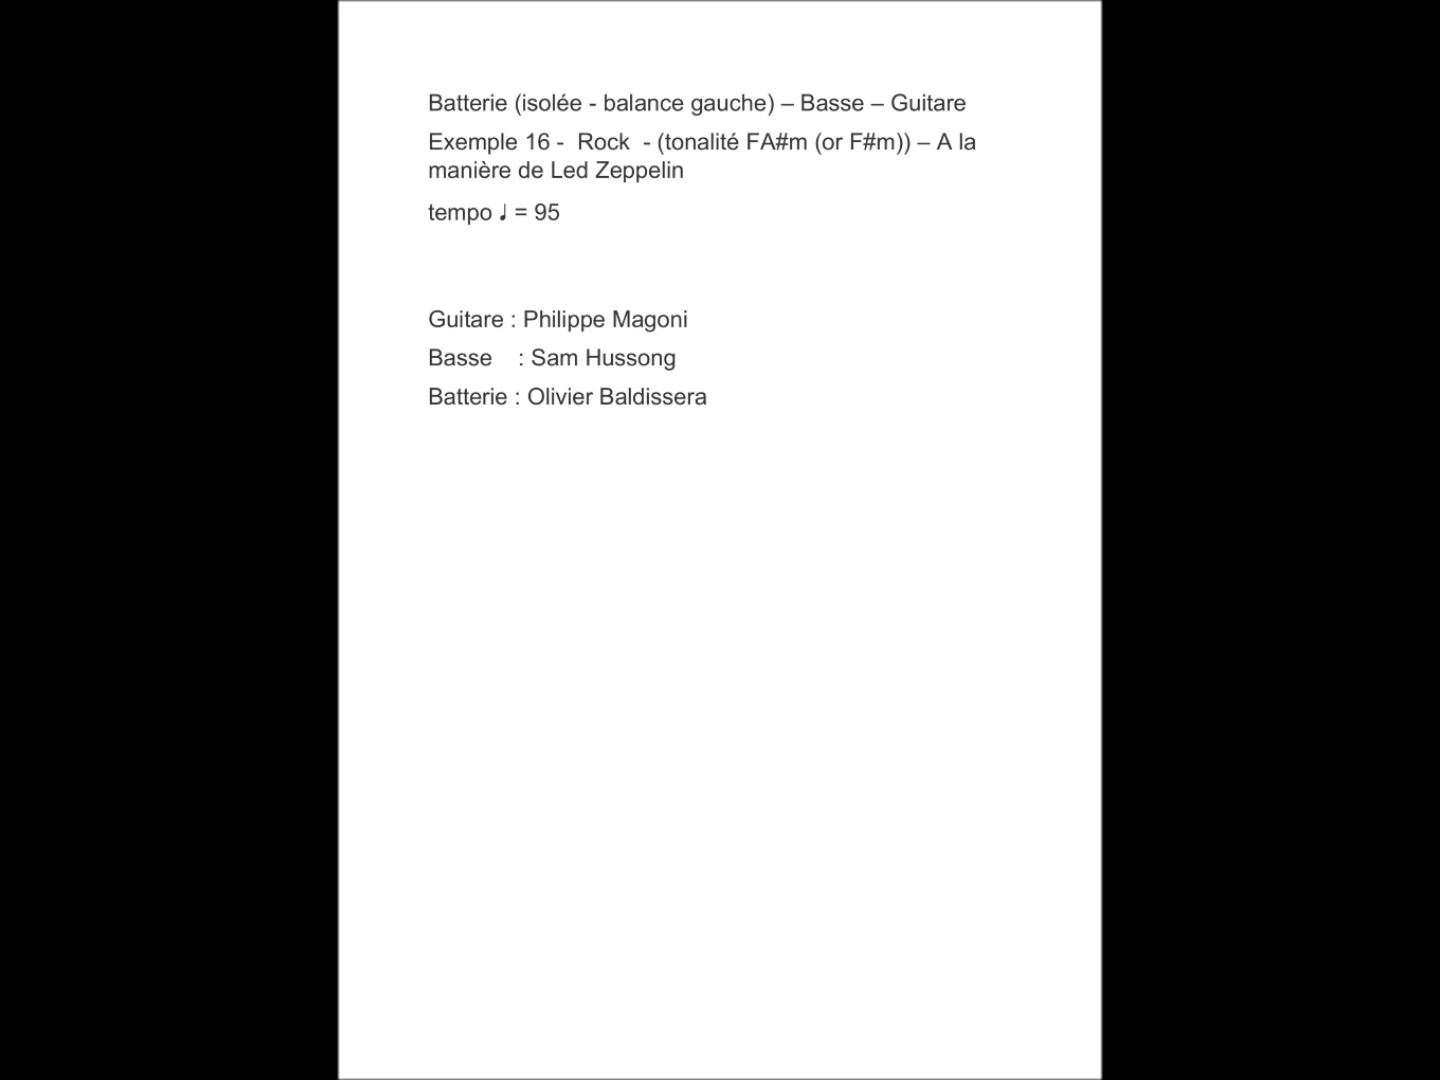 Batterie (isolée - balance gauche) – Basse – Guitare
Exemple 16 -  Rock  - (tonalité FA#m (or F#m)) – A la
manière de Led Zeppelin
tempo ♩ = 95
Guitare : Philippe Magoni
Basse    : Sam Hussong
Batterie : Olivier Baldissera